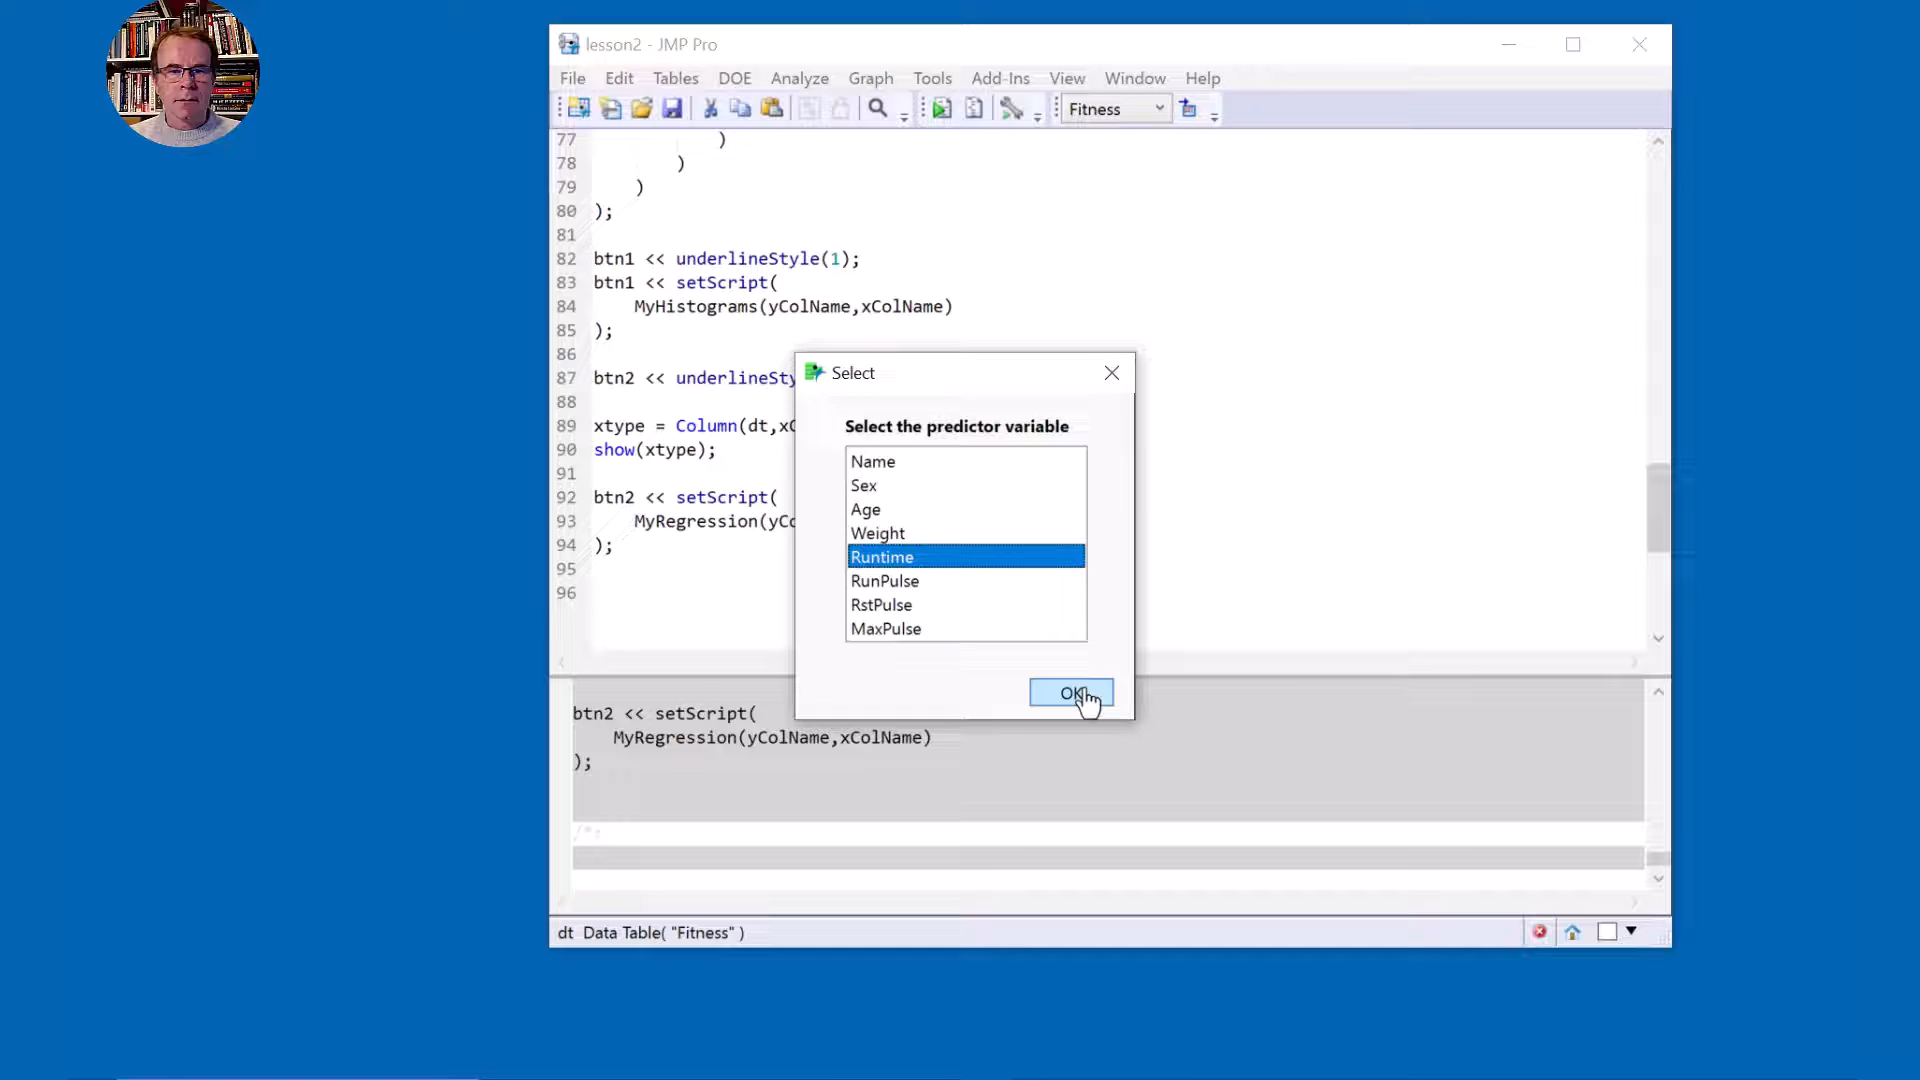 lesson2 - JMP Pro
File Edit Tables DOE Analyze Graph Tools Add-Ins View Window Help
Fitness
77 )
78 )
79 )
80 );
81
82 btn1 << underlineStyle(1);
83 btn1 << setScript(
84 MyHistograms(yColName,xColName)
85 );
86
87 btn2 << underlineSty
88
89 xtype = Column(dt,xC
90 show(xtype);
91
92 btn2 << setScript(
93 MyRegression(yCo
94 );
95
96
Select
Select the predictor variable
Name
Sex
Age
Weight
Runtime
RunPulse
RstPulse
MaxPulse
OK
btn2 << setScript(
MyRegression(yColName,xColName)
);
/*:
dt Data Table( "Fitness" )